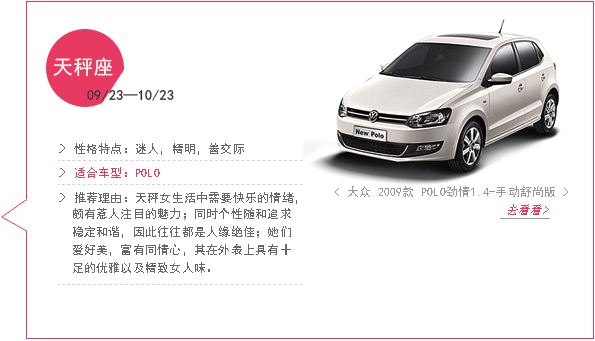 天秤座
09/23—10/23
> 性格特点：迷人，精明，善交际
> 适合车型：POLO
> 推荐理由：天秤女生活中需要快乐的情绪，
颇有惹人注目的魅力；同时个性随和追求
稳定和谐，因此往往都是人缘绝佳；她们
爱好美，富有同情心，其在外表上具有十
足的优雅以及精致女人味。
New Polo
< 大众 2009款 POLO劲情1.4-手动舒尚版 >
去看看>